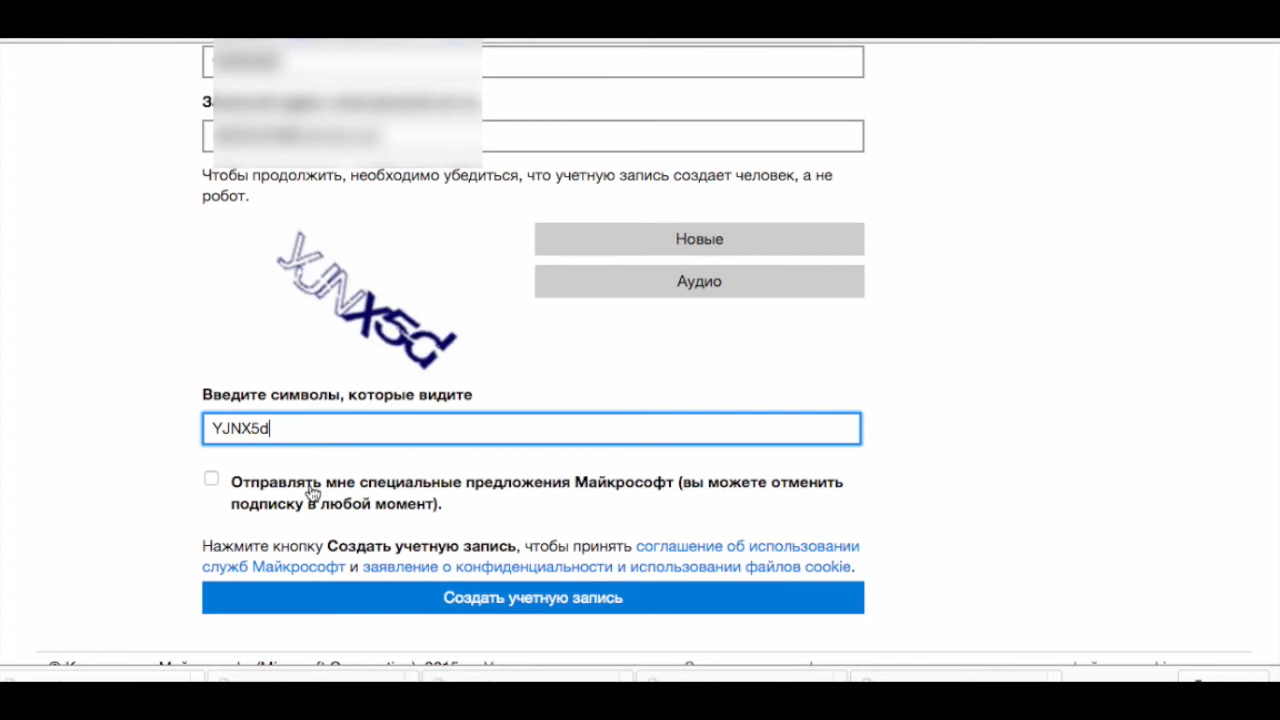 Чтобы продолжить, необходимо убедиться, что учетную запись создает человек, а не
робот.
Новые
Аудио
YJNX5d
Введите символы, которые видите
YJNX5d
Отправлять мне специальные предложения Майкрософт (вы можете отменить
подписку в любой момент).
Нажмите кнопку Создать учетную запись, чтобы принять соглашение об использовании
служб Майкрософт и заявление о конфиденциальности и использовании файлов cookie.
Создать учетную запись